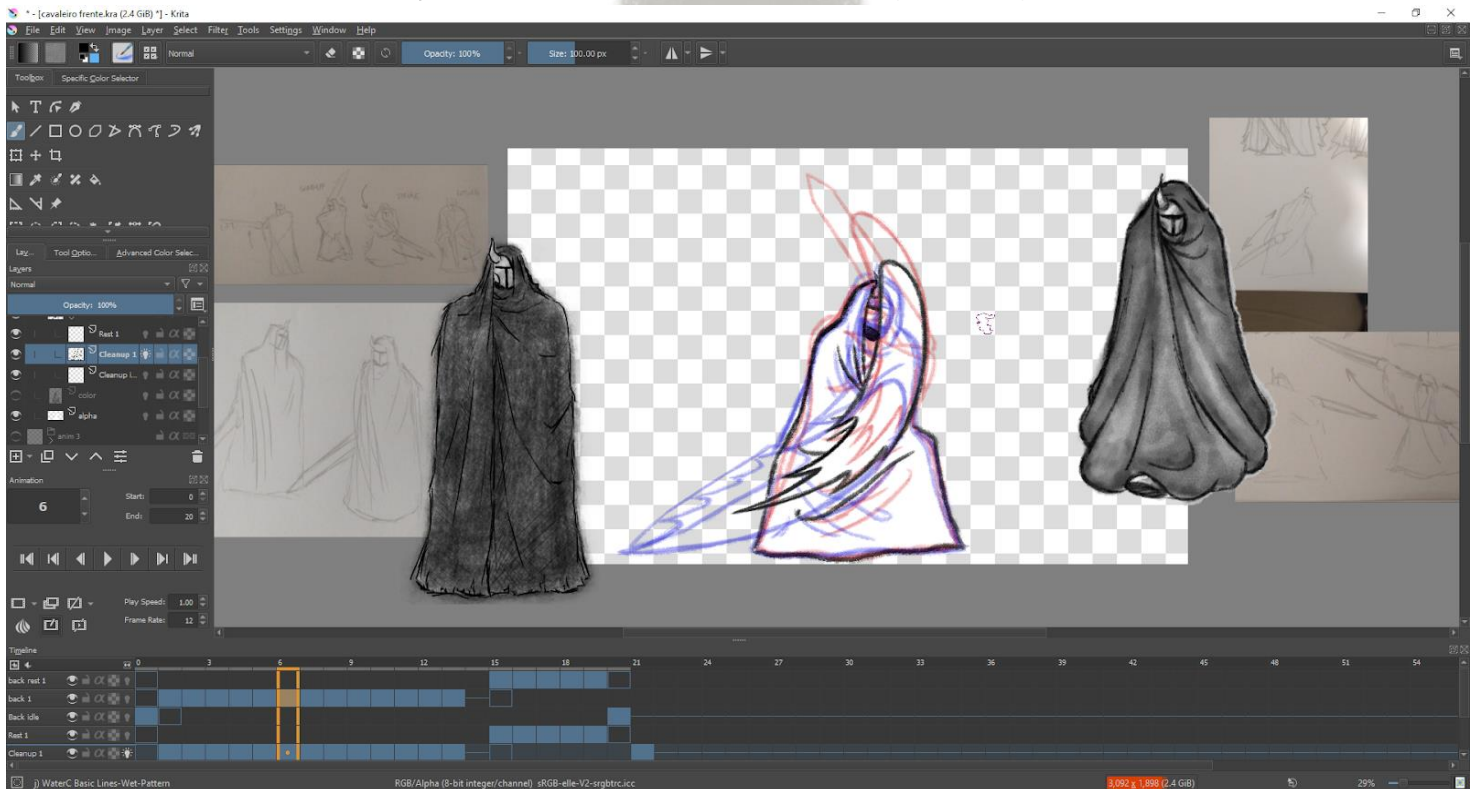 * - [cavaleiro frente.kra (2.4 GiB) *] - Krita
File Edit View Image Layer Select Filter Tools Settings Window Help
Normal Opacity: 100% Size: 100.00 px
Toolbox Specific Color Selector
T
Lay... Tool Optio... Advanced Color Selec...
Layers
Normal
Opacity: 100%
Rest 1
Cleanup 1
Cleanup i...
color
alpha
anim 3
Animation
6
Start: 0
End: 20
Play Speed: 1.00
Frame Rate: 12
Timeline
0 3 6 9 12 15 18 21 24 27 30 33 36 39 42 45 48 51 54
back rest 1
back 1
Back idle
Rest 1
Cleanup 1
j) WaterC Basic Lines-Wet-Pattern RGB/Alpha (8-bit integer/channel) sRGB-elle-V2-srgbtrc.icc 3,092 x 1,898 (2.4 GiB) 29%